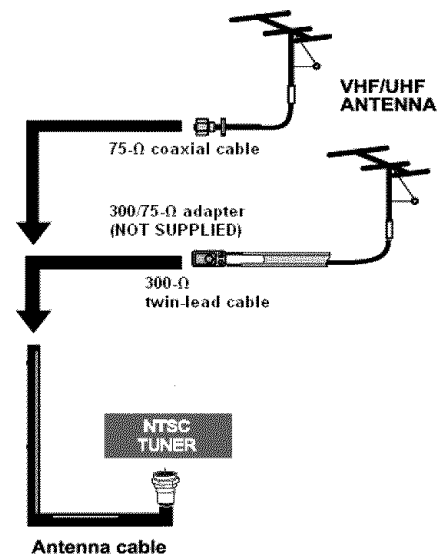 VHF/UHF
ANTENNA
75-Ω coaxial cable
300/75-Ω adapter
(NOT SUPPLIED)
300-Ω
twin-lead cable
NTSC
TUNER
Antenna cable